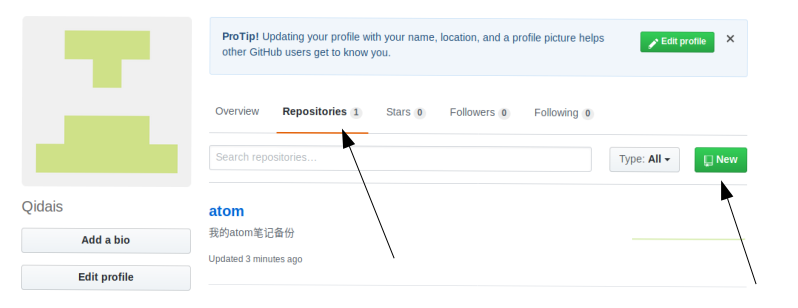 ProTip! Updating your profile with your name, location, and a profile picture helps
other GitHub users get to know you.
Edit profile
Overview Repositories 1 Stars 0 Followers 0 Following 0
Search repositories…
Type: All
New
Qidais
Add a bio
Edit profile
atom
我的atom笔记备份
Updated 3 minutes ago